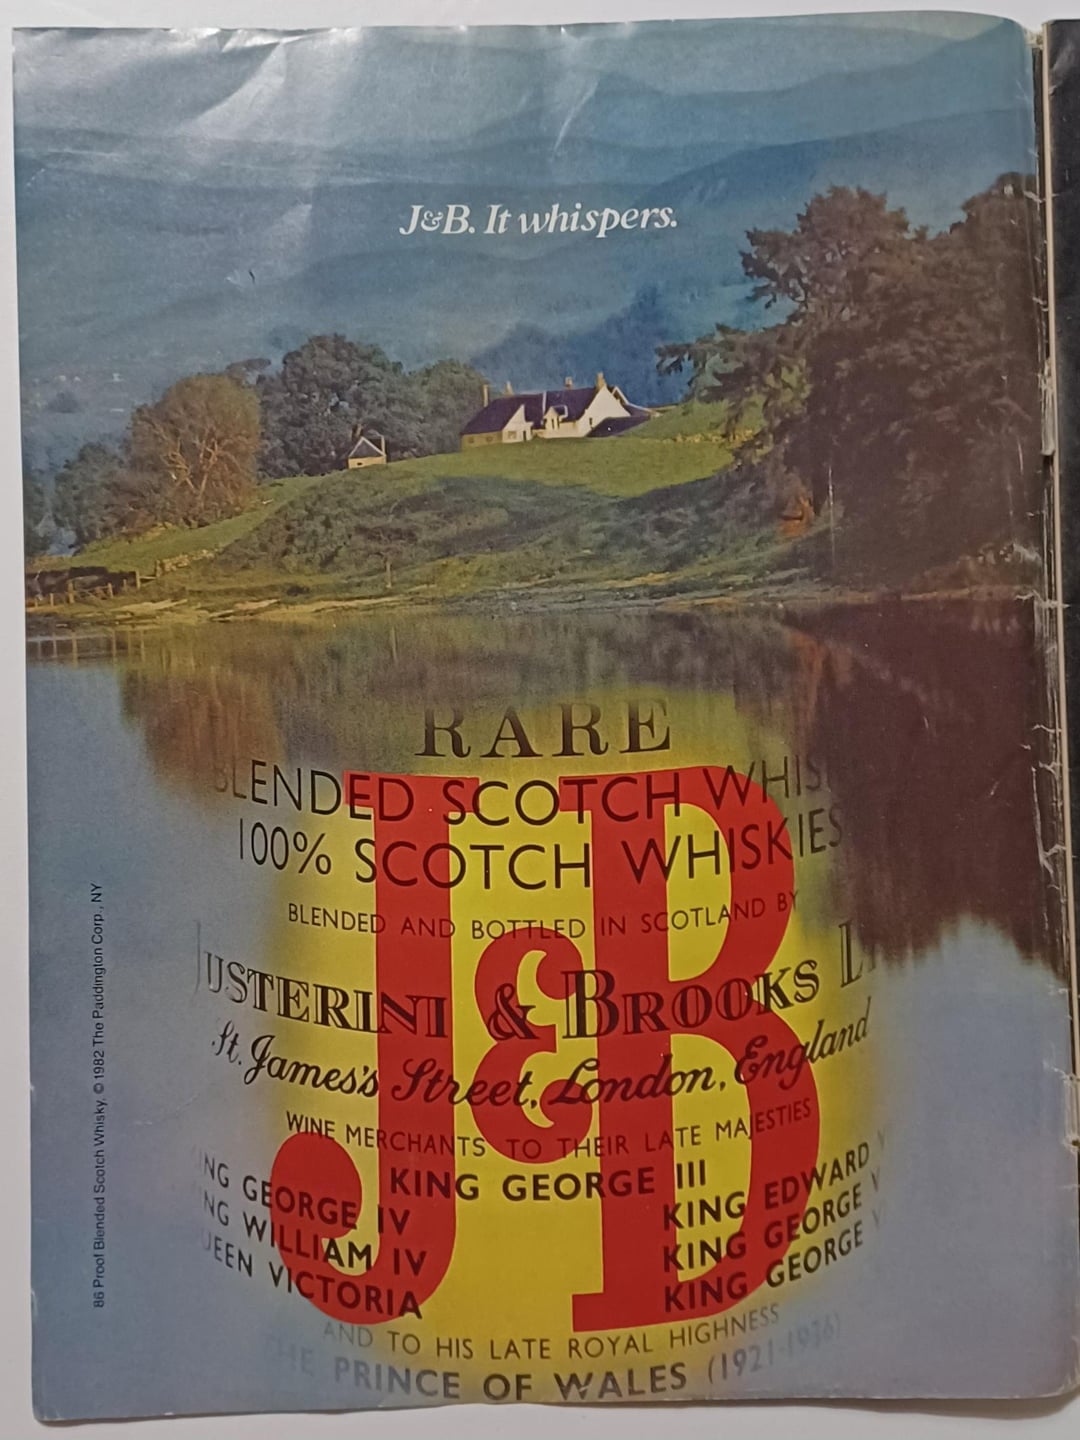 J&B. It whispers.
RARE
BLENDED SCOTCH WHIS
100% SCOTCH WHISKIES
BLENDED AND BOTTLED IN SCOTLAND BY
JUSTERINI & BROOKS L
St. James's Street, London, England
WINE MERCHANTS TO THEIR LATE MAJESTIES
KING GEORGE III
ING GEORGE IV
KING EDWARD V
NG WILLIAM IV
KING GEORGE V
UEEN VICTORIA
KING GEORGE V
AND TO HIS LATE ROYAL HIGHNESS
THE PRINCE OF WALES (1921-1936)
J&B
86 Proof Blended Scotch Whisky, © 1982 The Paddington Corp., NY